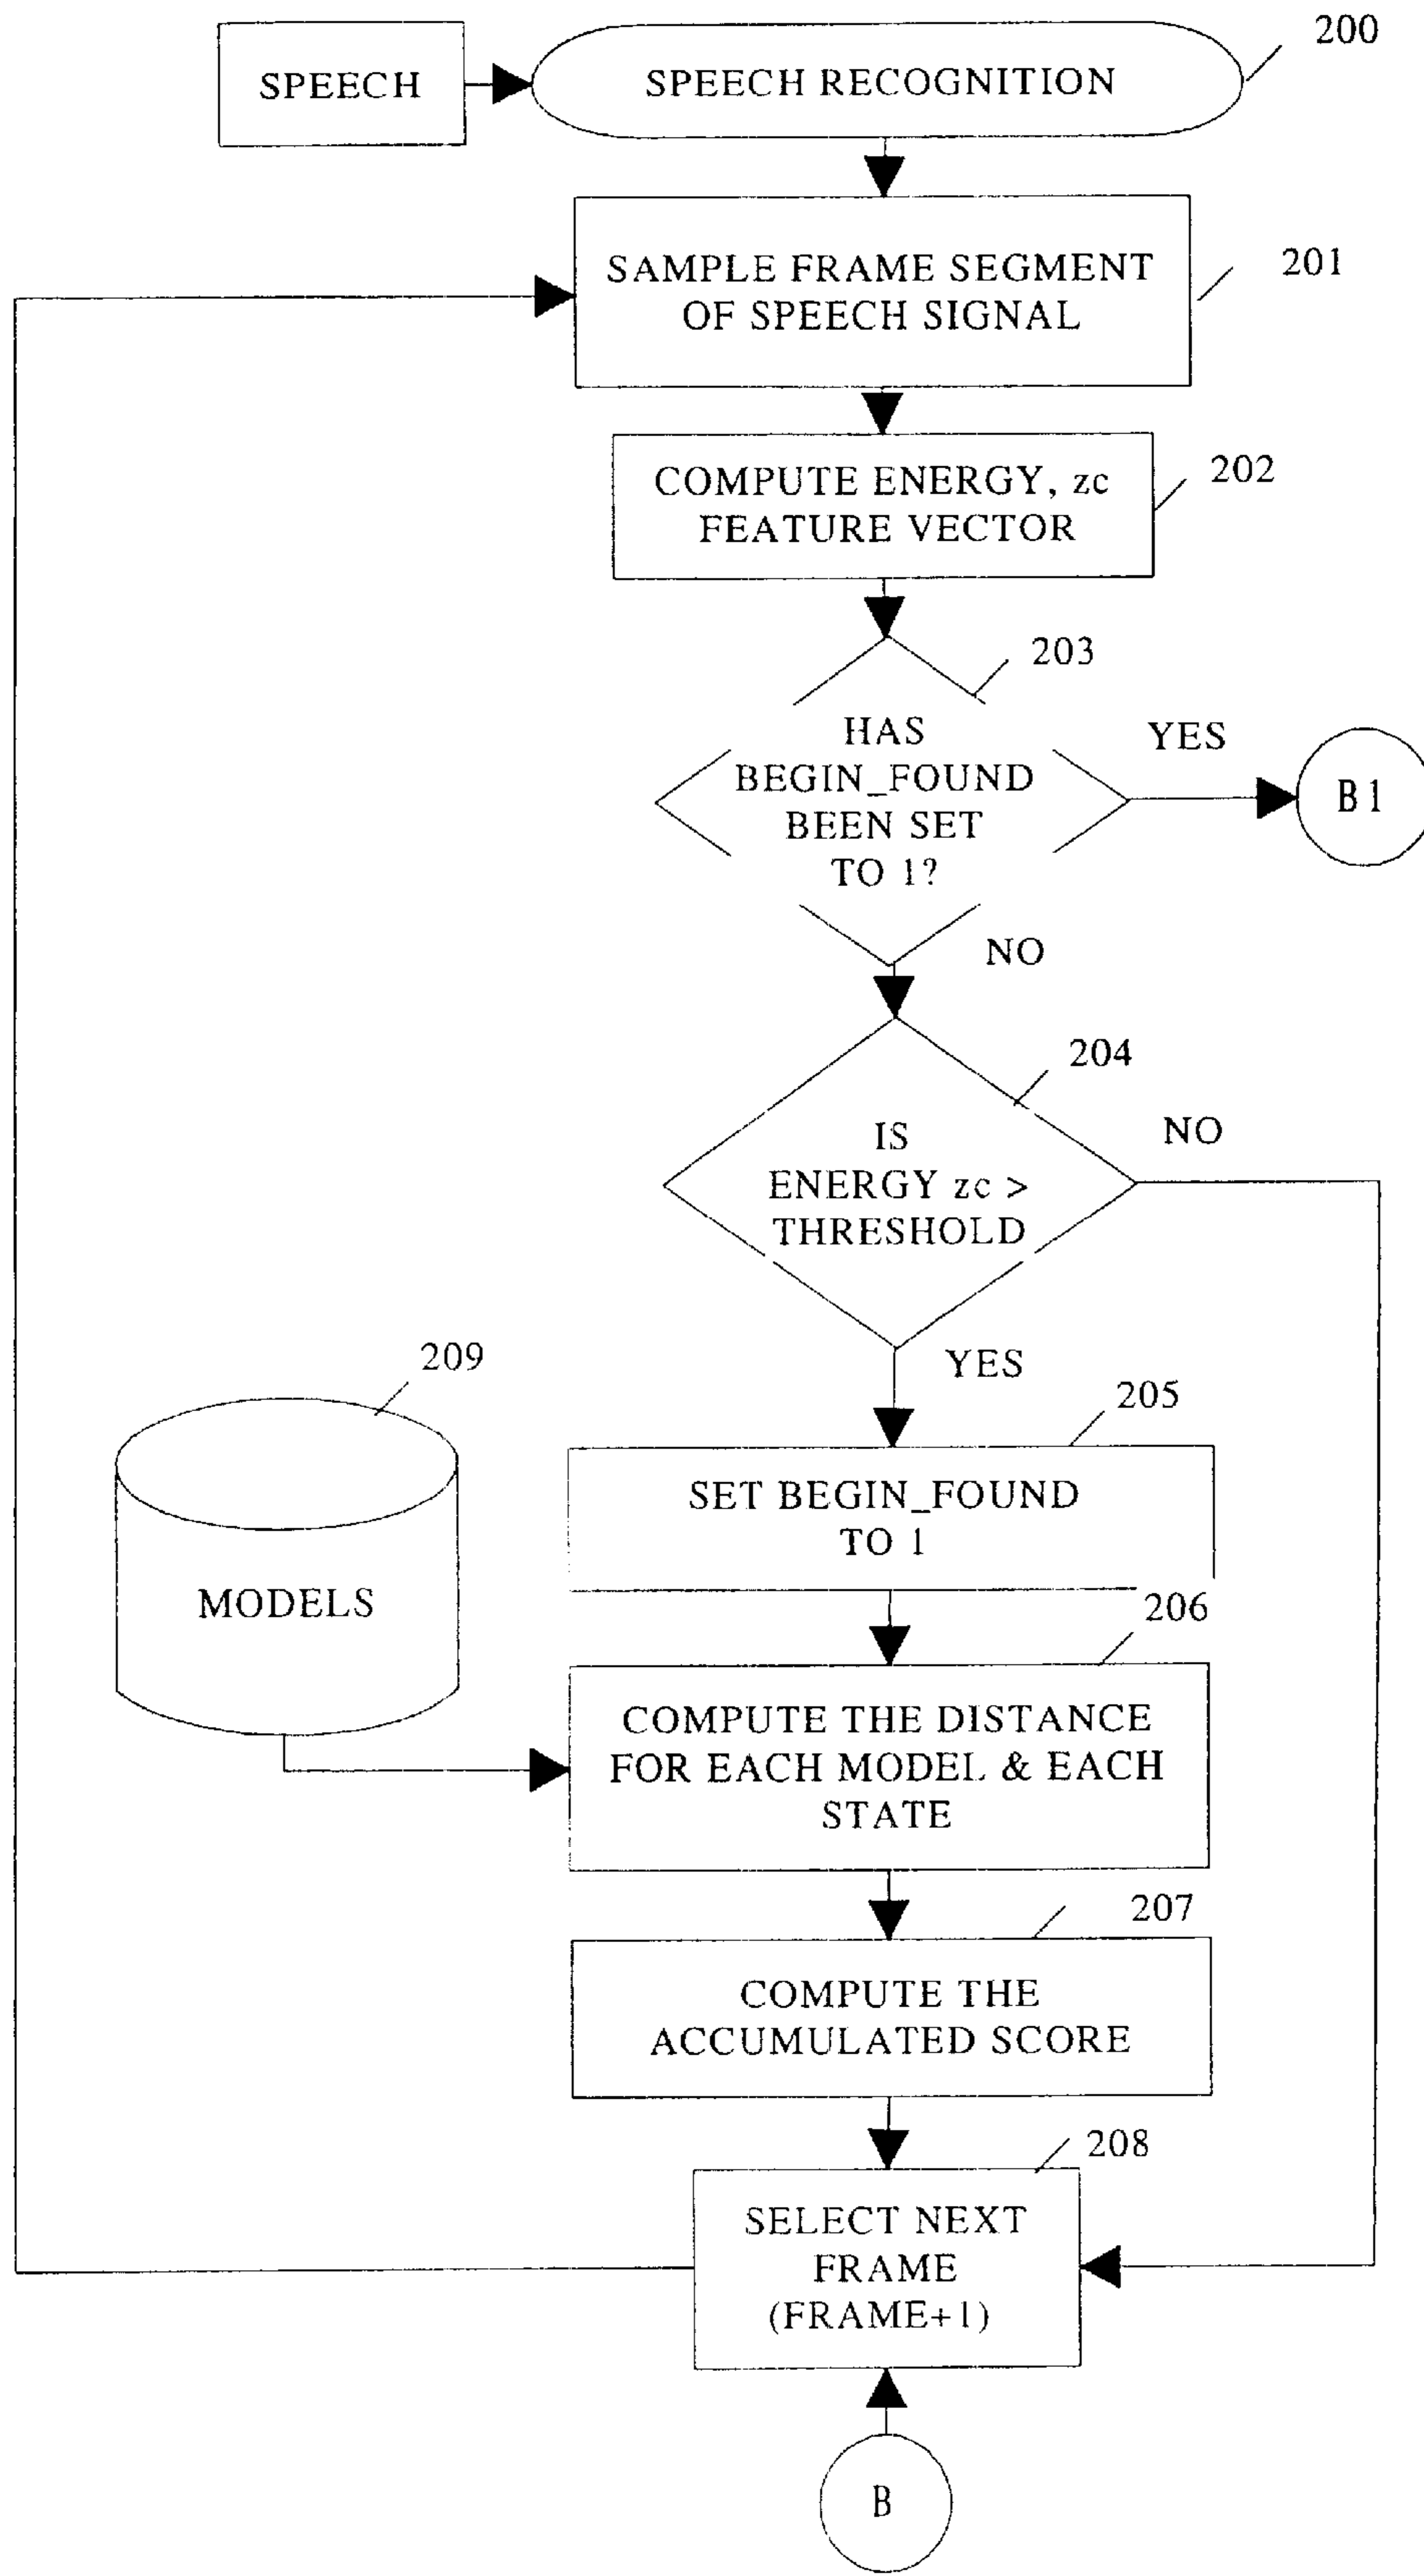 200
SPEECH
SPEECH RECOGNITION
SAMPLE FRAME SEGMENT
OF SPEECH SIGNAL
201
COMPUTE ENERGY, zc
FEATURE VECTOR
202
203
HAS
BEGIN_FOUND
BEEN SET
TO 1?
YES
B1
NO
204
IS
ENERGY zc >
THRESHOLD
NO
YES
209
MODELS
205
SET BEGIN_FOUND
TO 1
206
COMPUTE THE DISTANCE
FOR EACH MODEL & EACH
STATE
207
COMPUTE THE
ACCUMULATED SCORE
208
SELECT NEXT
FRAME
(FRAME+1)
B